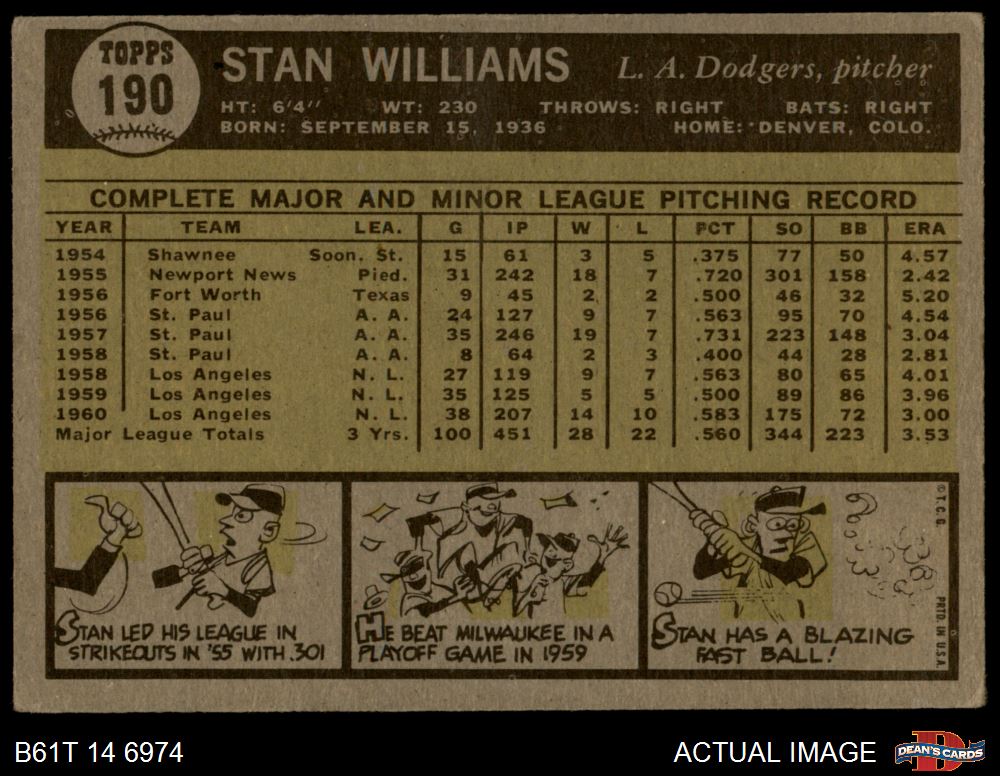 TOPPS
190
STAN WILLIAMS L. A. Dodgers, pitcher
HT: 6'4'' WT: 230 THROWS: RIGHT BATS: RIGHT
BORN: SEPTEMBER 15, 1936 HOME: DENVER, COLO.
COMPLETE MAJOR AND MINOR LEAGUE PITCHING RECORD
YEAR TEAM LEA. G IP W L PCT SO BB ERA
1954 Shawnee Soon. St. 15 61 3 5 .375 77 50 4.57
1955 Newport News Pied. 31 242 18 7 .720 301 158 2.42
1956 Fort Worth Texas 9 45 2 2 .500 46 32 5.20
1956 St. Paul A. A. 24 127 9 7 .563 95 70 4.54
1957 St. Paul A. A. 35 246 19 7 .731 223 148 3.04
1958 St. Paul A. A. 8 64 2 3 .400 44 28 2.81
1958 Los Angeles N. L. 27 119 9 7 .563 80 65 4.01
1959 Los Angeles N. L. 35 125 5 5 .500 89 86 3.96
1960 Los Angeles N. L. 38 207 14 10 .583 175 72 3.00
Major League Totals 3 Yrs. 100 451 28 22 .560 344 223 3.53
STAN LED HIS LEAGUE IN
STRIKEOUTS IN '55 WITH .301
HE BEAT MILWAUKEE IN A
PLAYOFF GAME IN 1959
STAN HAS A BLAZING
FAST BALL!
© T. C. G. PRTD. IN U.S.A.
B61T 14 6974 ACTUAL IMAGE
DEAN'S CARDS